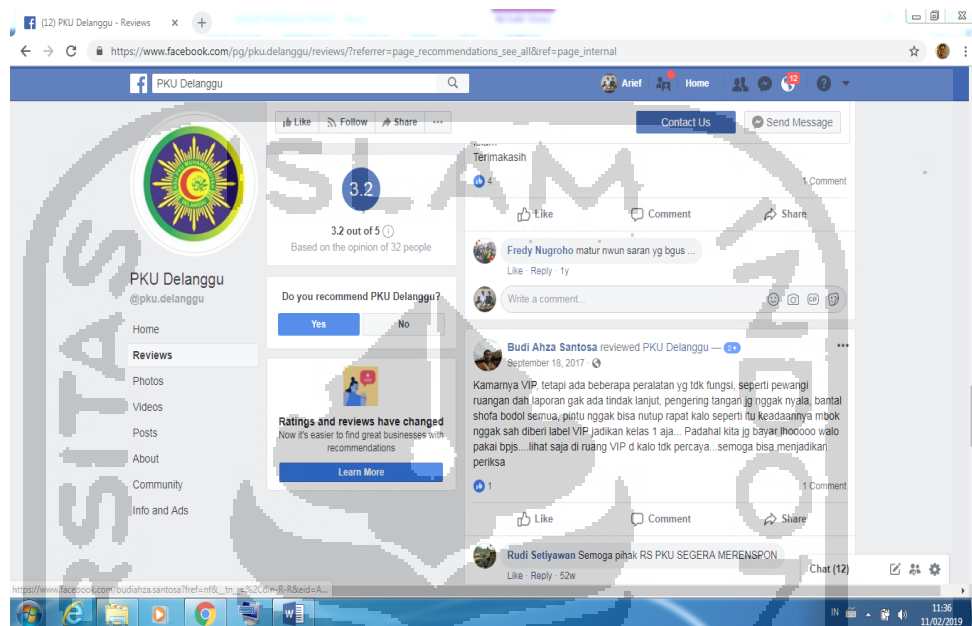 (12) PKU Delanggu - Reviews
https://www.facebook.com/pg/pku.delanggu/reviews/?referrer=page_recommendations_see_all&ref=page_internal
PKU Delanggu
Arief
Home
12
PKU Delanggu
@pku.delanggu
Home
Reviews
Photos
Videos
Posts
About
Community
Info and Ads
Like
Follow
Share
3.2
3.2 out of 5
Based on the opinion of 32 people
Do you recommend PKU Delanggu?
Yes
No
Ratings and reviews have changed
Now it's easier to find great businesses with
recommendations
Learn More
Contact Us
Send Message
Terimakasih
4
1 Comment
Like
Comment
Share
Fredy Nugroho matur nwun saran yg bgus ...
Like · Reply · 1y
Write a comment...
GIF
Budi Ahza Santosa reviewed PKU Delanggu — 2★
September 18, 2017 ·
Kamarnya VIP, tetapi ada beberapa peralatan yg tdk fungsi, seperti pewangi
ruangan dah laporan gak ada tindak lanjut, pengering tangan jg nggak nyala, bantal
shofa bodol semua, pintu nggak bisa nutup rapat kalo seperti itu keadaannya mbok
nggak sah diberi label VIP jadikan kelas 1 aja... Padahal kita jg bayar lhooooo walo
pakai bpjs....lihat saja di ruang VIP d kalo tdk percaya...semoga bisa menjadikan
periksa
1
1 Comment
Like
Comment
Share
Rudi Setiyawan Semoga pihak RS PKU SEGERA MERENSPON
Like · Reply · 52w
Chat (12)
IN
11:36
11/02/2019